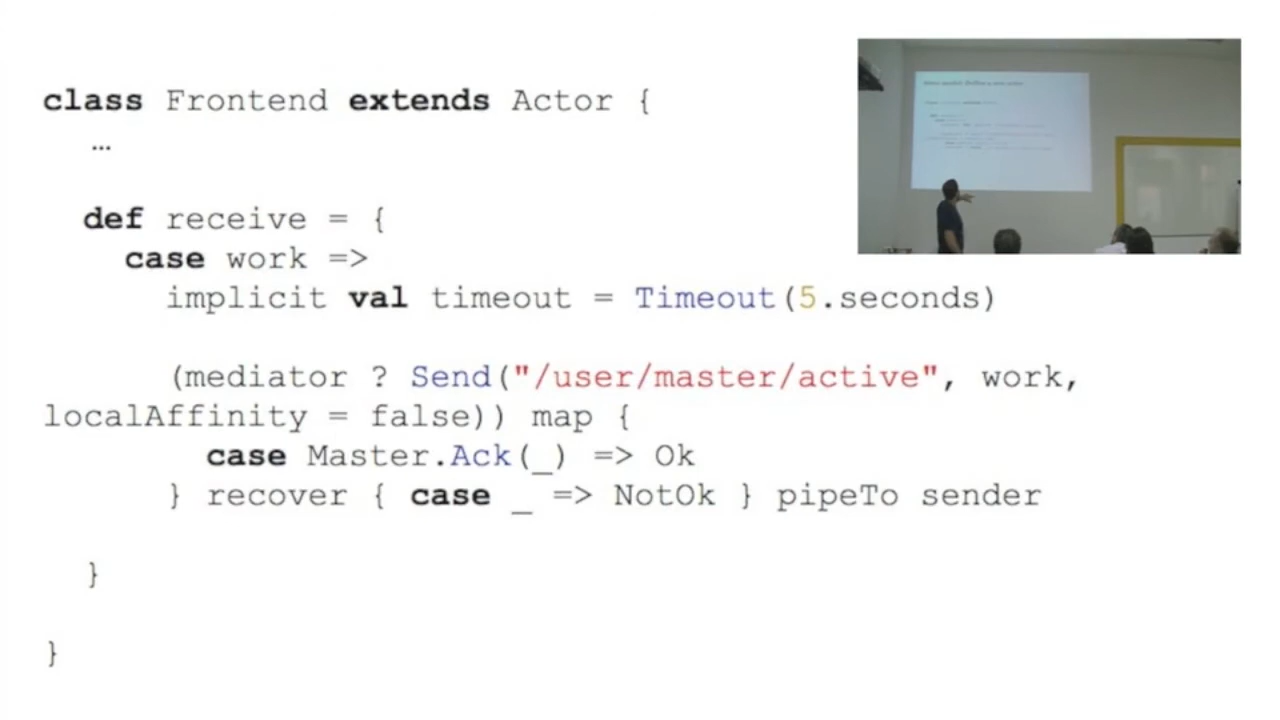 class Frontend extends Actor {
…
def receive = {
case work =>
implicit val timeout = Timeout(5.seconds)
(mediator ? Send("/user/master/active", work,
localAffinity = false)) map {
case Master.Ack(_) => Ok
} recover { case _ => NotOk } pipeTo sender
}
}